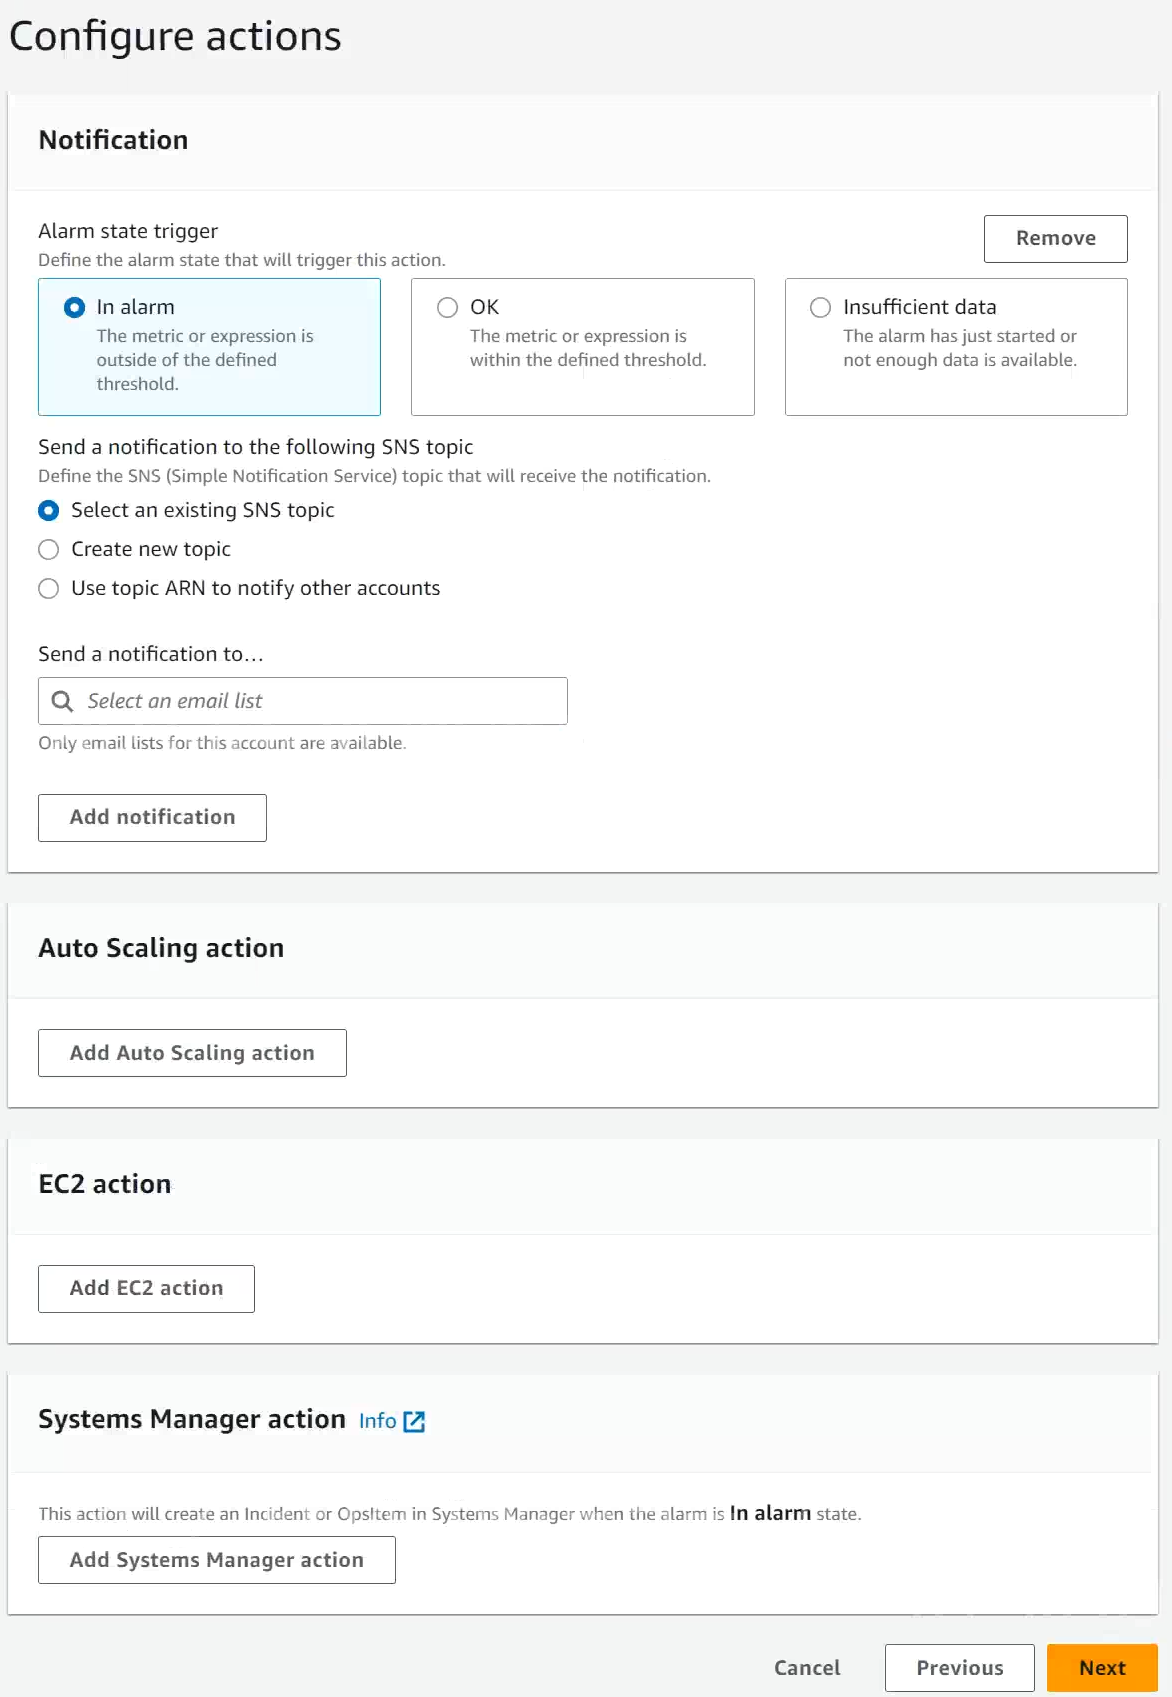 Configure actions
Notification
Alarm state trigger
Define the alarm state that will trigger this action.
Remove
In alarm
The metric or expression is
outside of the defined
threshold.
OK
The metric or expression is
within the defined threshold.
Insufficient data
The alarm has just started or
not enough data is available.
Send a notification to the following SNS topic
Define the SNS (Simple Notification Service) topic that will receive the notification.
Select an existing SNS topic
Create new topic
Use topic ARN to notify other accounts
Send a notification to…
Select an email list
Only email lists for this account are available.
Add notification
Auto Scaling action
Add Auto Scaling action
EC2 action
Add EC2 action
Systems Manager action Info
This action will create an Incident or OpsItem in Systems Manager when the alarm is In alarm state.
Add Systems Manager action
Cancel
Previous
Next